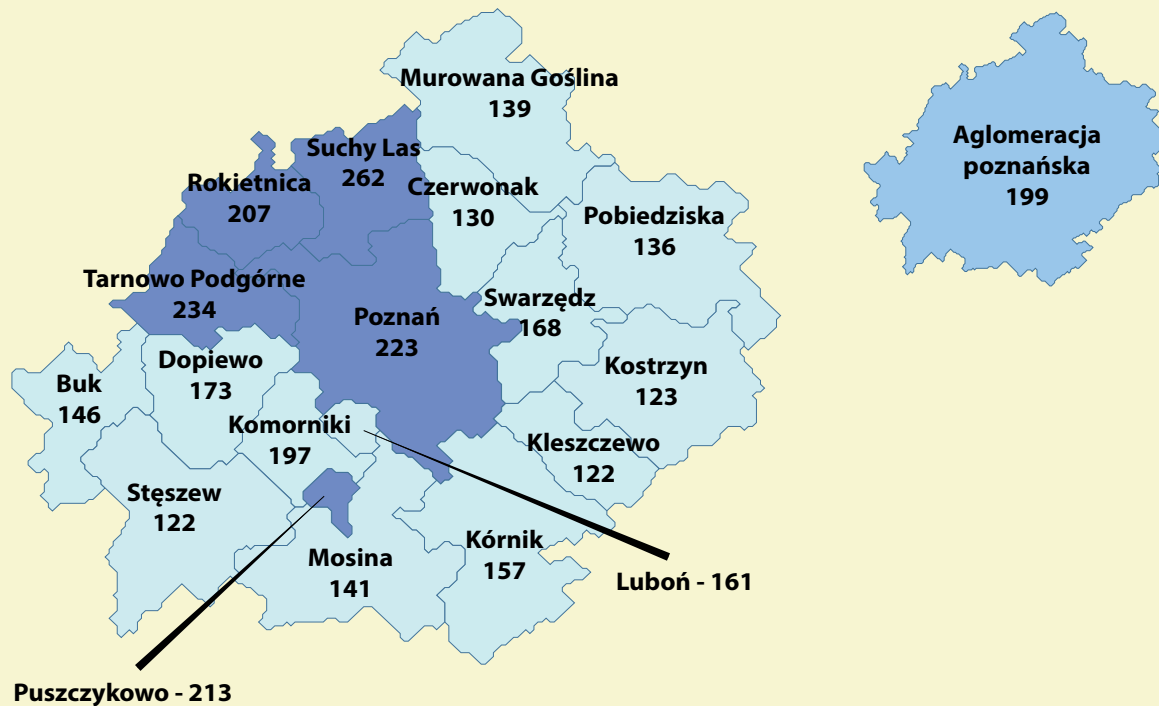 Murowana Goślina
139
Suchy Las
262
Rokietnica
207
Czerwonak
130
Pobiedziska
136
Tarnowo Podgórne
234
Swarzędz
168
Poznań
223
Dopiewo
173
Buk
146
Kostrzyn
123
Komorniki
197
Kleszczewo
122
Stęszew
122
Mosina
141
Kórnik
157
Luboń - 161
Puszczykowo - 213
Aglomeracja
poznańska
199